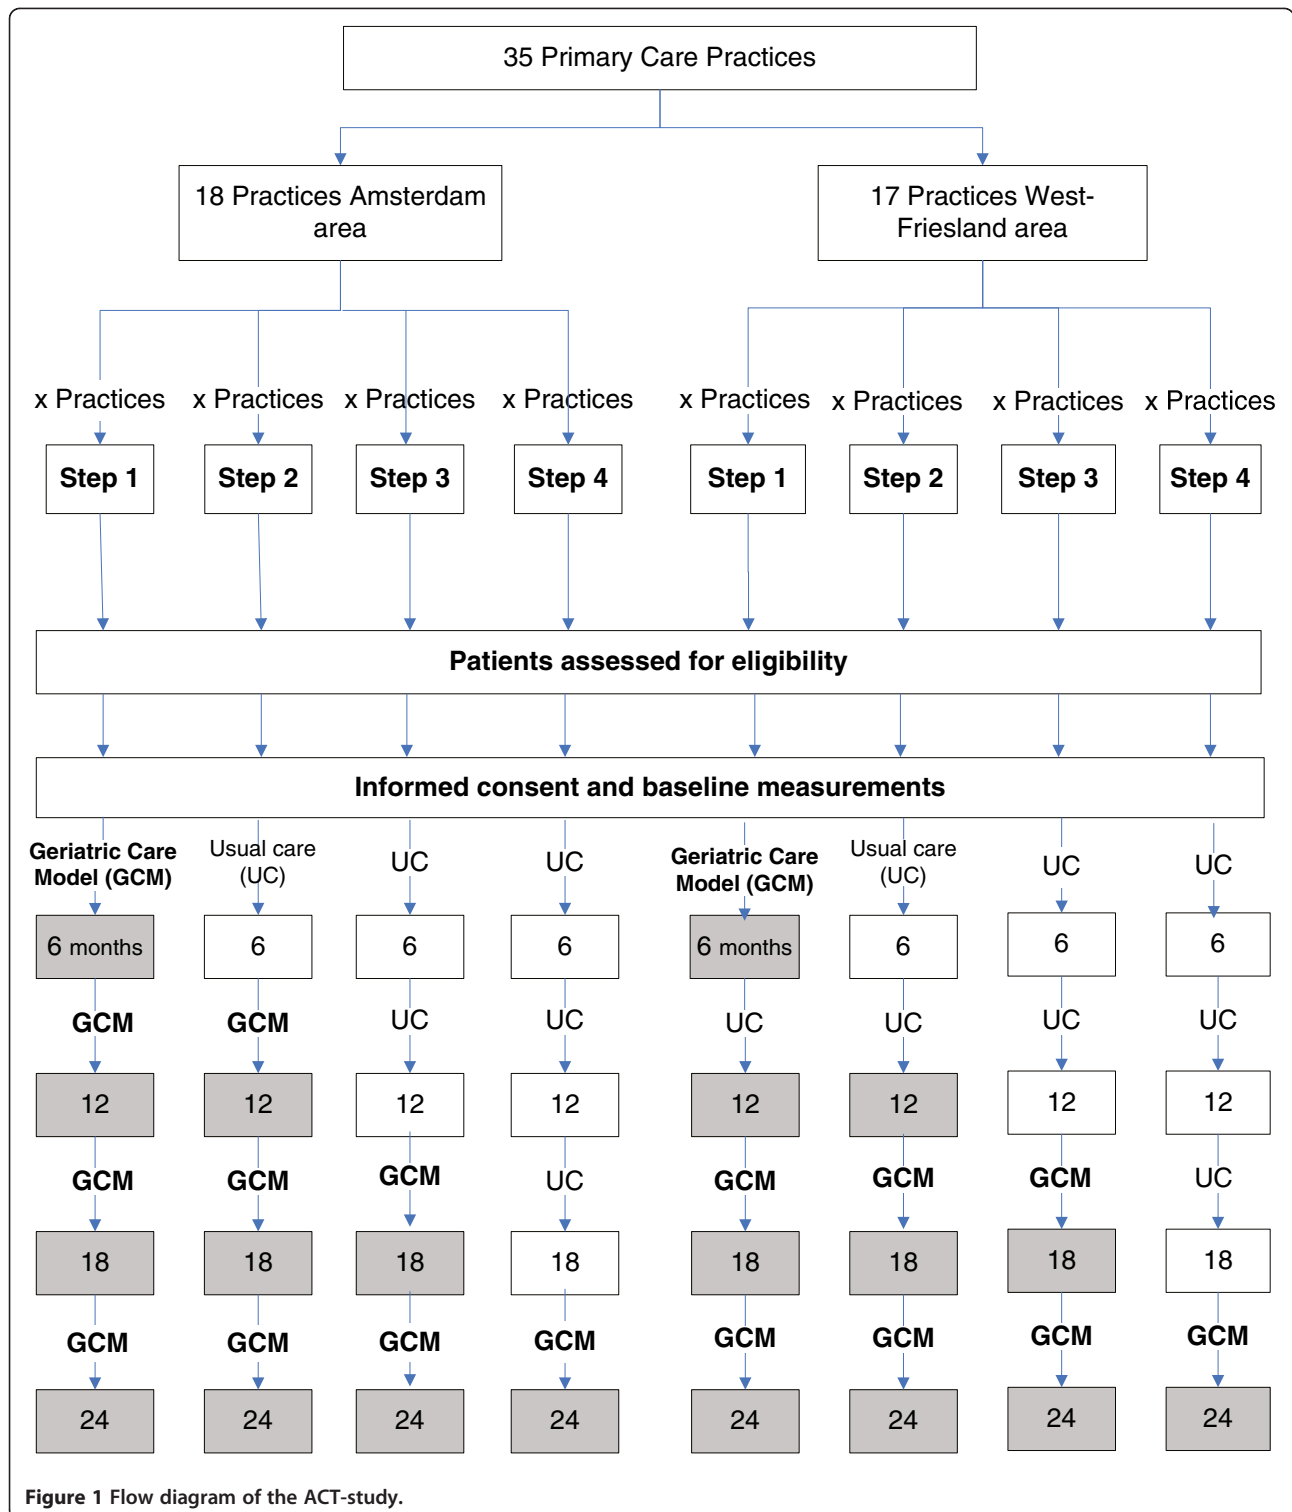 35 Primary Care Practices
18 Practices Amsterdam
area
17 Practices West-
Friesland area
x Practices x Practices x Practices x Practices x Practices x Practices x Practices x Practices
Step 1 Step 2 Step 3 Step 4 Step 1 Step 2 Step 3 Step 4
Patients assessed for eligibility
Informed consent and baseline measurements
Geriatric Care
Model (GCM)
Usual care
(UC)
UC
UC
Geriatric Care
Model (GCM)
Usual care
(UC)
UC
UC
6 months 6 6 6 6 months 6 6 6
GCM GCM UC UC UC UC UC UC
12 12 12 12 12 12 12 12
GCM GCM GCM UC GCM GCM GCM UC
18 18 18 18 18 18 18 18
GCM GCM GCM GCM GCM GCM GCM GCM
24 24 24 24 24 24 24 24
Figure 1 Flow diagram of the ACT-study.